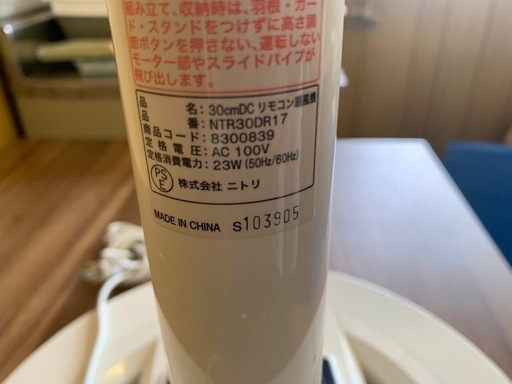 組み立て、収納時は、羽根・ガー
ド・スタンドをつけずに高さ調
節ボタンを押さない、運転しない
モーター部やスライドパイプが
飛び出します。
品 名:30cmDC リモコン扇風機
品 番:NTR30DR17
商品コード:8300839
定格電圧:AC 100V
定格消費電力:23W (50Hz/60Hz)
PSE 株式会社 ニトリ
MADE IN CHINA S103905